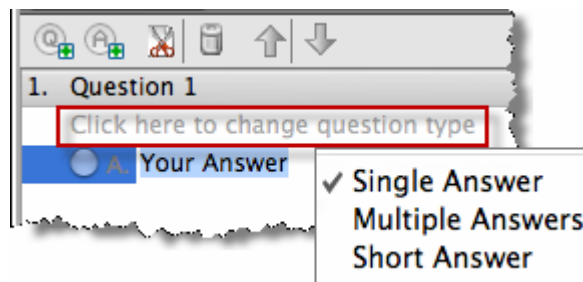 Q A
1. Question 1
Click here to change question type
A. Your Answer
✓ Single Answer
Multiple Answers
Short Answer